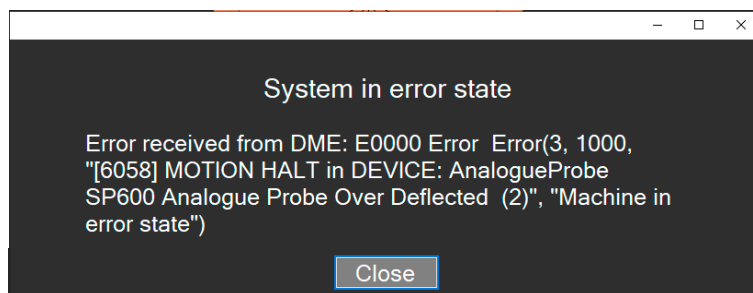 System in error state
Error received from DME: E0000 Error  Error(3, 1000,
"[6058] MOTION HALT in DEVICE: AnalogueProbe
SP600 Analogue Probe Over Deflected  (2)", "Machine in
error state")
Close